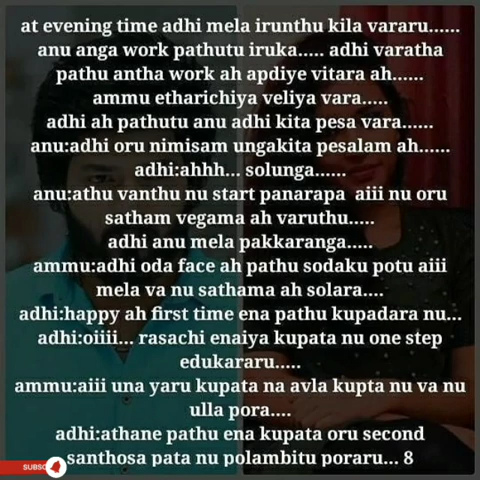 at evening time adhi mela irunthu kila vararu......
anu anga work pathutu iruka..... adhi varatha
pathu antha work ah apdiye vitara ah......
ammu etharichiya veliya vara.....
adhi ah pathutu anu adhi kita pesa vara......
anu:adhi oru nimisam ungakita pesalam ah......
adhi:ahhh... solunga......
anu:athu vanthu nu start panarapa aiii nu oru
satham vegama ah varuthu.....
adhi anu mela pakkaranga.....
ammu:adhi oda face ah pathu sodaku potu aiii
mela va nu sathama ah solara....
adhi:happy ah first time ena pathu kupadara nu...
adhi:oiiii... rasachi enaiya kupata nu one step
edukararu.....
ammu:aiii una yaru kupata na avla kupta nu va nu
ulla pora....
adhi:athane pathu ena kupata oru second
santhosa pata nu polambitu poraru... 8